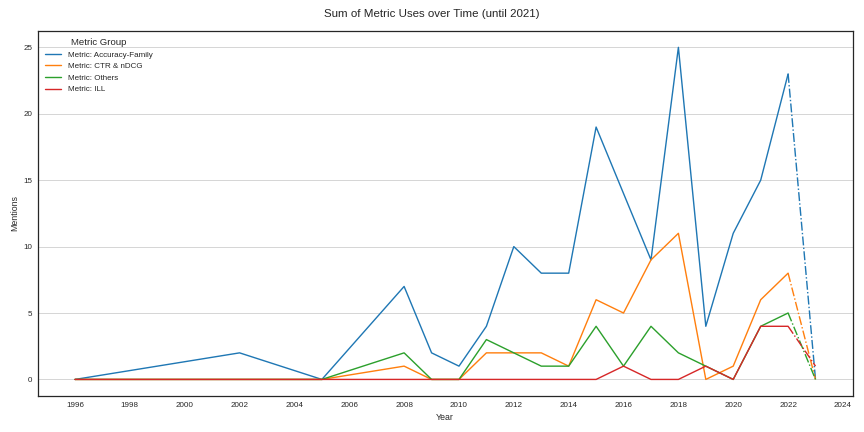 Sum of Metric Uses over Time (until 2021)
Metric Group
Metric: Accuracy-Family
Metric: CTR & nDCG
Metric: Others
Metric: ILL
Mentions
25
20
15
10
5
0
1996 1998 2000 2002 2004 2006 2008 2010 2012 2014 2016 2018 2020 2022 2024
Year